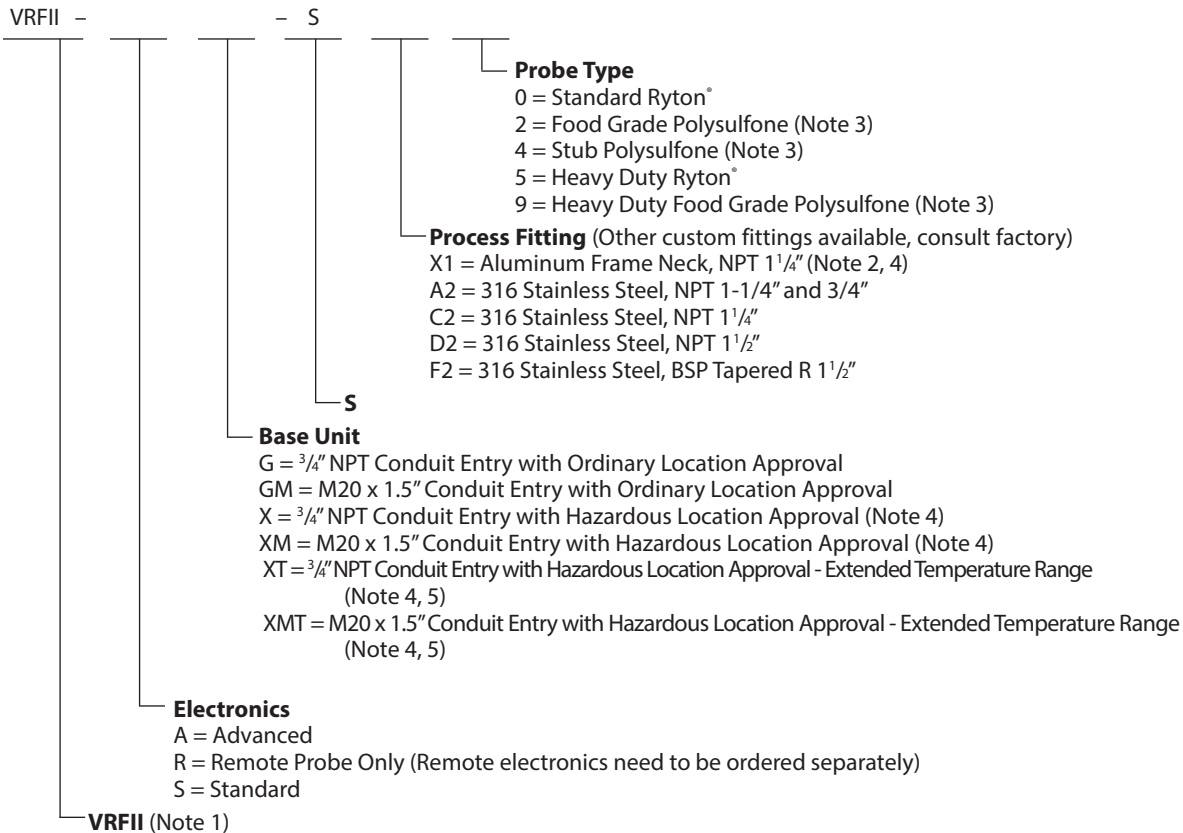 VRFII – – S
Probe Type
0 = Standard Ryton®
2 = Food Grade Polysulfone (Note 3)
4 = Stub Polysulfone (Note 3)
5 = Heavy Duty Ryton®
9 = Heavy Duty Food Grade Polysulfone (Note 3)
Process Fitting (Other custom fittings available, consult factory)
X1 = Aluminum Frame Neck, NPT 1 1/4” (Note 2, 4)
A2 = 316 Stainless Steel, NPT 1-1/4” and 3/4”
C2 = 316 Stainless Steel, NPT 1 1/4”
D2 = 316 Stainless Steel, NPT 1 1/2”
F2 = 316 Stainless Steel, BSP Tapered R 1 1/2”
S
Base Unit
G = 3/4” NPT Conduit Entry with Ordinary Location Approval
GM = M20 x 1.5” Conduit Entry with Ordinary Location Approval
X = 3/4” NPT Conduit Entry with Hazardous Location Approval (Note 4)
XM = M20 x 1.5” Conduit Entry with Hazardous Location Approval (Note 4)
XT = 3/4” NPT Conduit Entry with Hazardous Location Approval - Extended Temperature Range
(Note 4, 5)
XMT = M20 x 1.5” Conduit Entry with Hazardous Location Approval - Extended Temperature Range
(Note 4, 5)
Electronics
A = Advanced
R = Remote Probe Only (Remote electronics need to be ordered separately)
S = Standard
VRFII (Note 1)